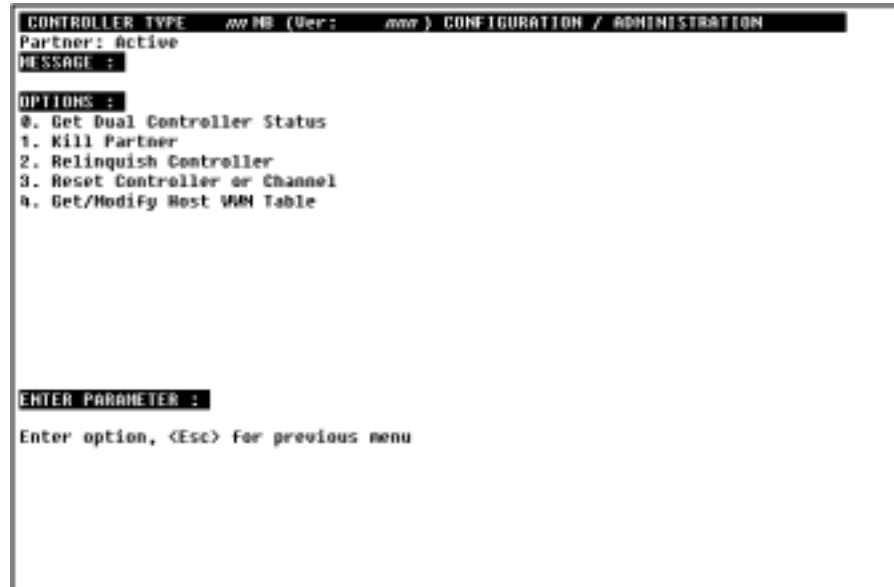 CONTROLLER TYPE nn MB (Ver: nnn) CONFIGURATION / ADMINISTRATION
Partner: Active
MESSAGE :
OPTIONS :
0. Get Dual Controller Status
1. Kill Partner
2. Relinquish Controller
3. Reset Controller or Channel
4. Get/Modify Host WWN Table
ENTER PARAMETER :
Enter option, <Esc> for previous menu